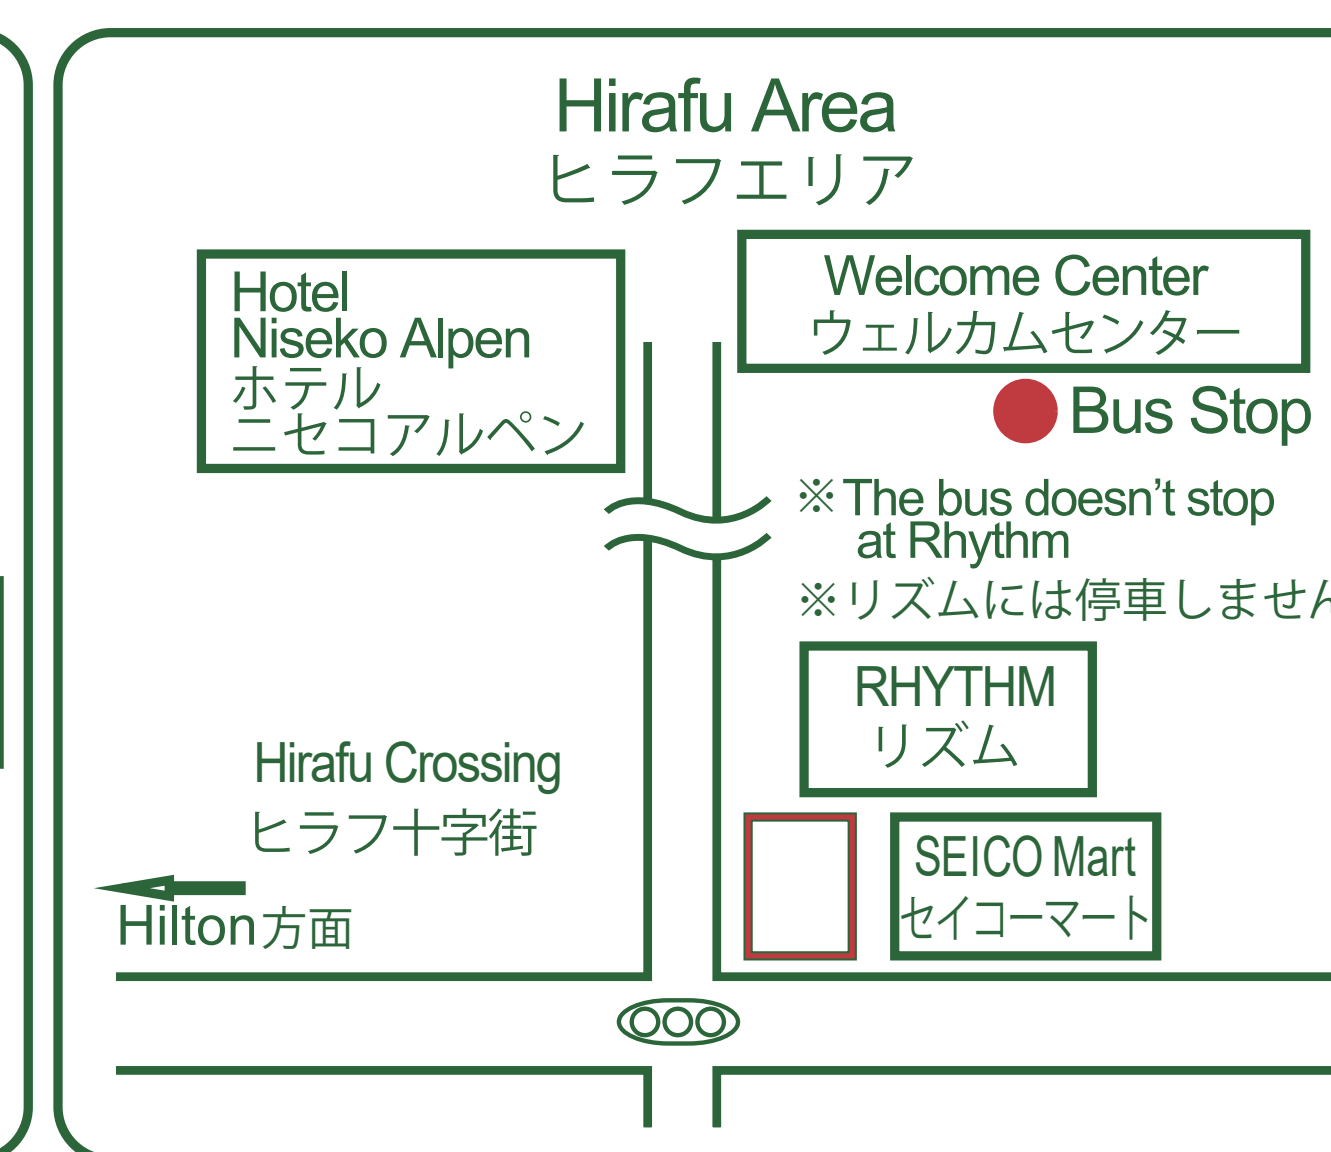 Hirafu Area
ヒラフエリア
Hotel
Niseko Alpen
ホテル
ニセコアルペン
Welcome Center
ウェルカムセンター
Bus Stop
※The bus doesn't stop
at Rhythm
※リズムには停車しません
RHYTHM
リズム
Hirafu Crossing
ヒラフ十字街
SEICO Mart
セイコーマート
Hilton方面